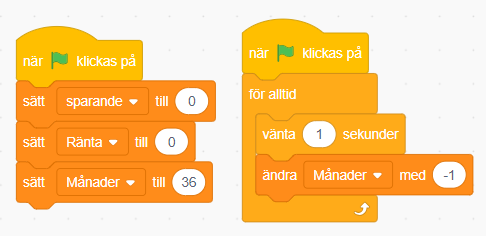 när klickas på
sätt sparande till 0
sätt Ränta till 0
sätt Månader till 36
när klickas på
för alltid
vänta 1 sekunder
ändra Månader med -1